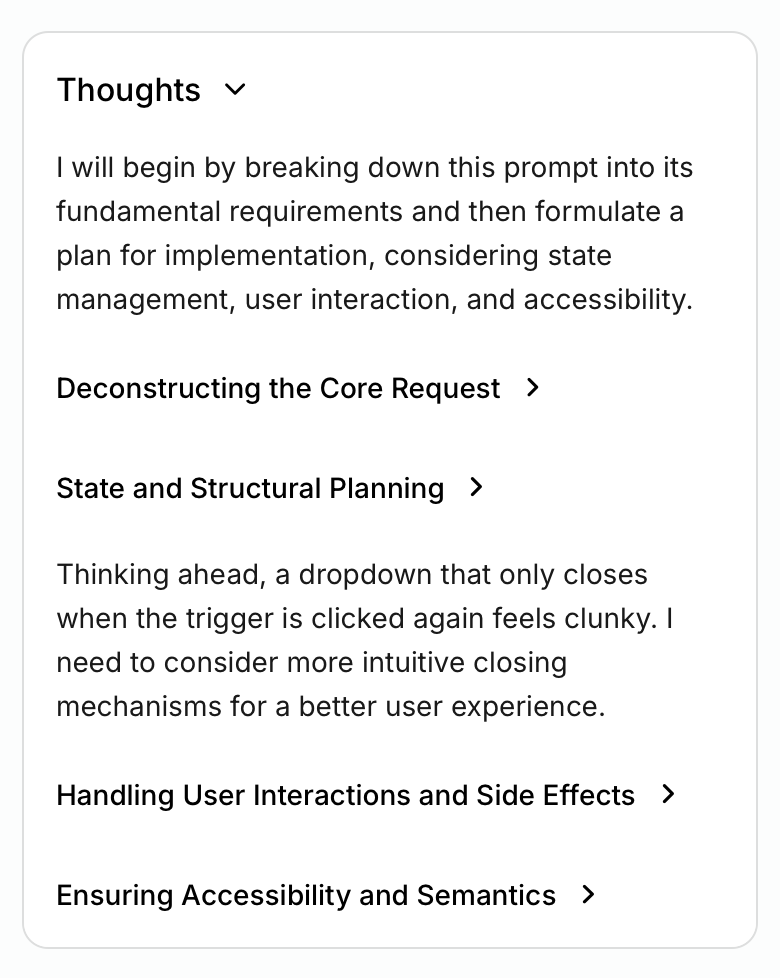 Thoughts
I will begin by breaking down this prompt into its
fundamental requirements and then formulate a
plan for implementation, considering state
management, user interaction, and accessibility.
Deconstructing the Core Request
State and Structural Planning
Thinking ahead, a dropdown that only closes
when the trigger is clicked again feels clunky. I
need to consider more intuitive closing
mechanisms for a better user experience.
Handling User Interactions and Side Effects
Ensuring Accessibility and Semantics